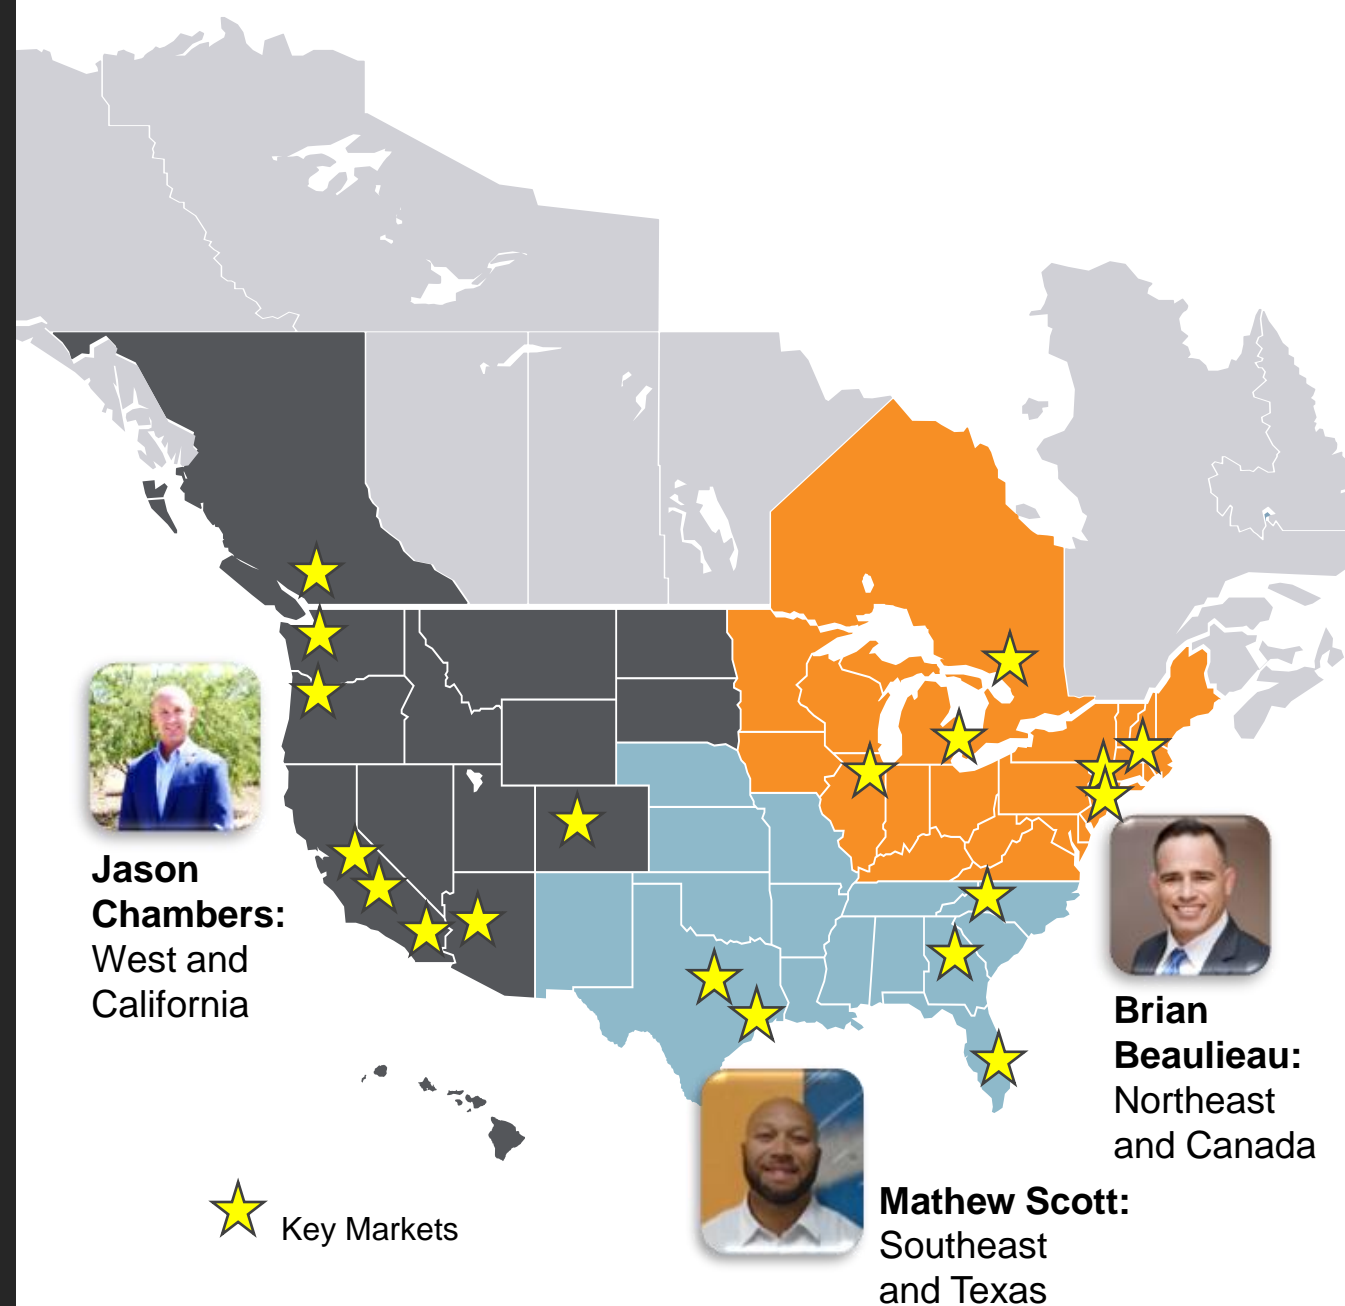 Jason
Chambers:
West and
California
Brian
Beaulieau:
Northeast
and Canada
Mathew Scott:
Southeast
and Texas
Key Markets